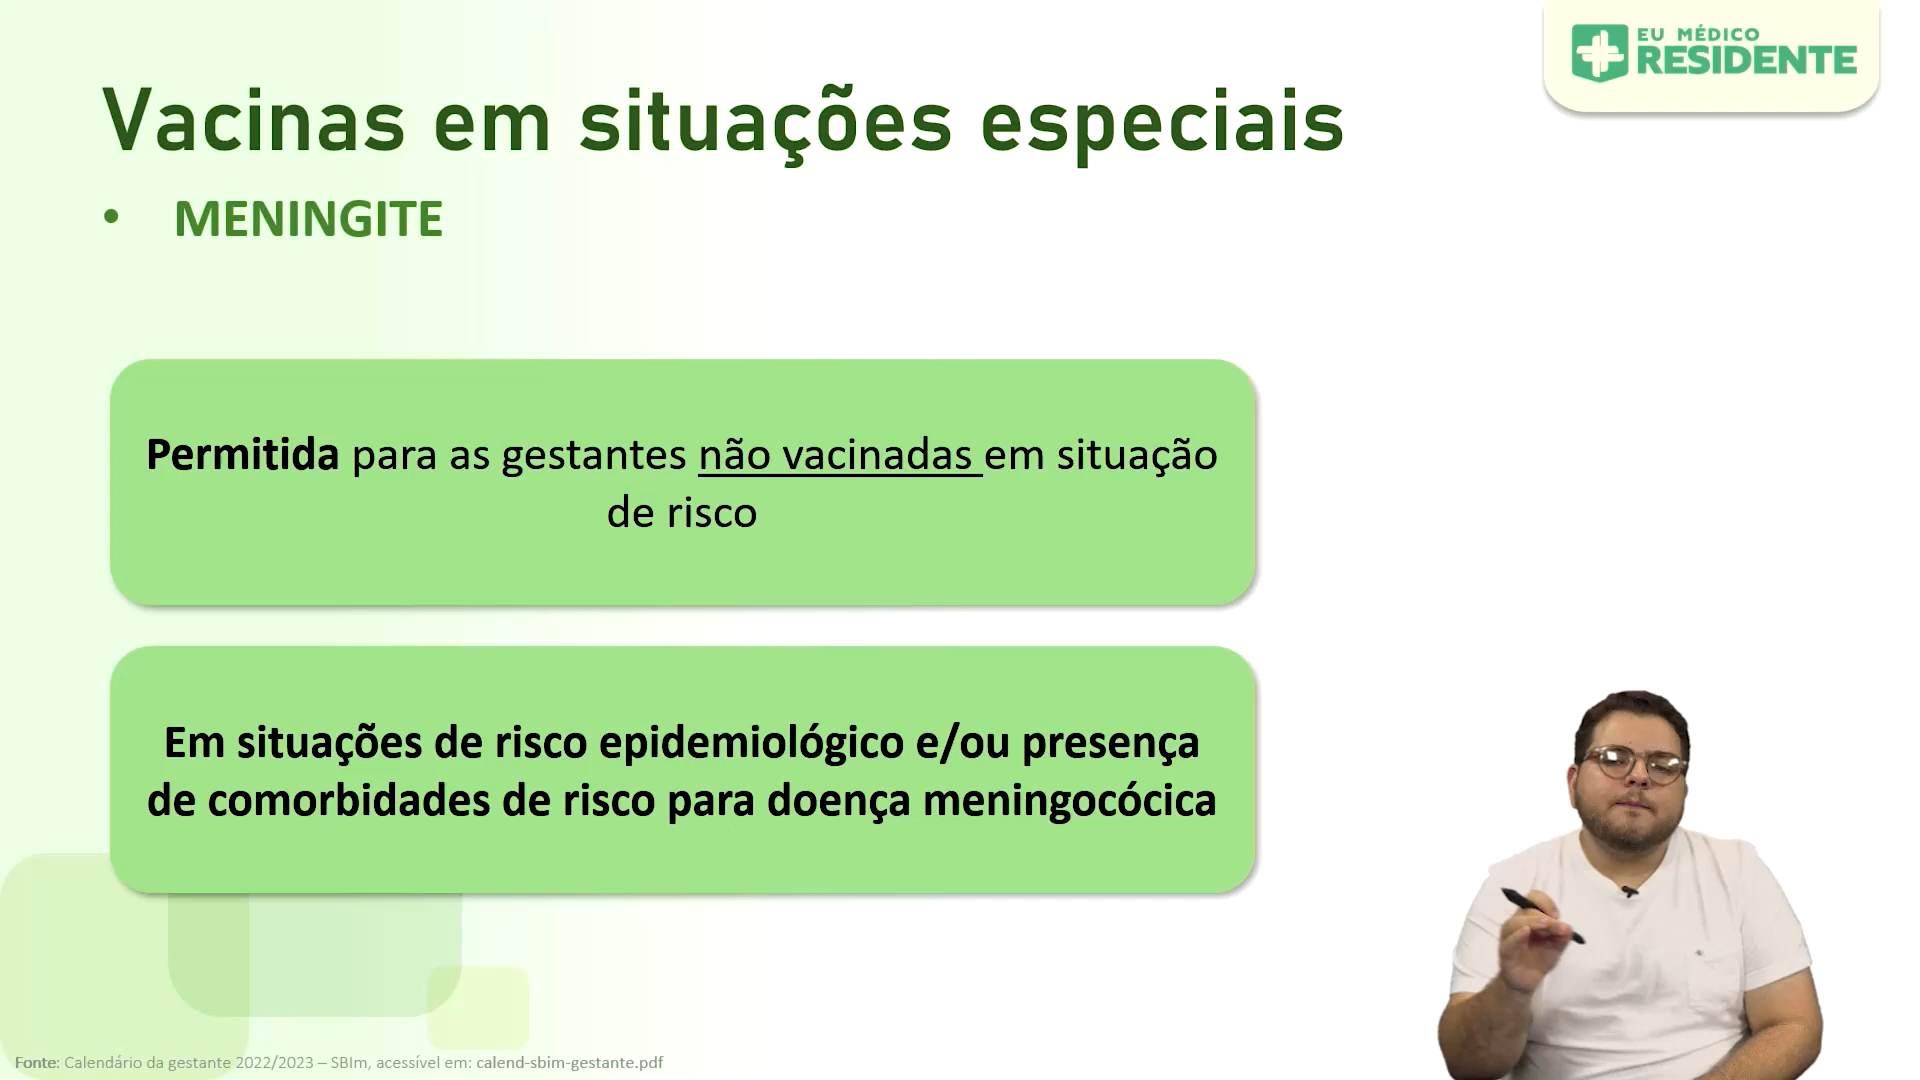 EU MÉDICO
RESIDENTE
Vacinas em situações especiais
• MENINGITE
Permitida para as gestantes não vacinadas em situação
de risco
Em situações de risco epidemiológico e/ou presença
de comorbidades de risco para doença meningocócica
Fonte: Calendário da gestante 2022/2023 – SBIm, acessível em: calend-sbim-gestante.pdf